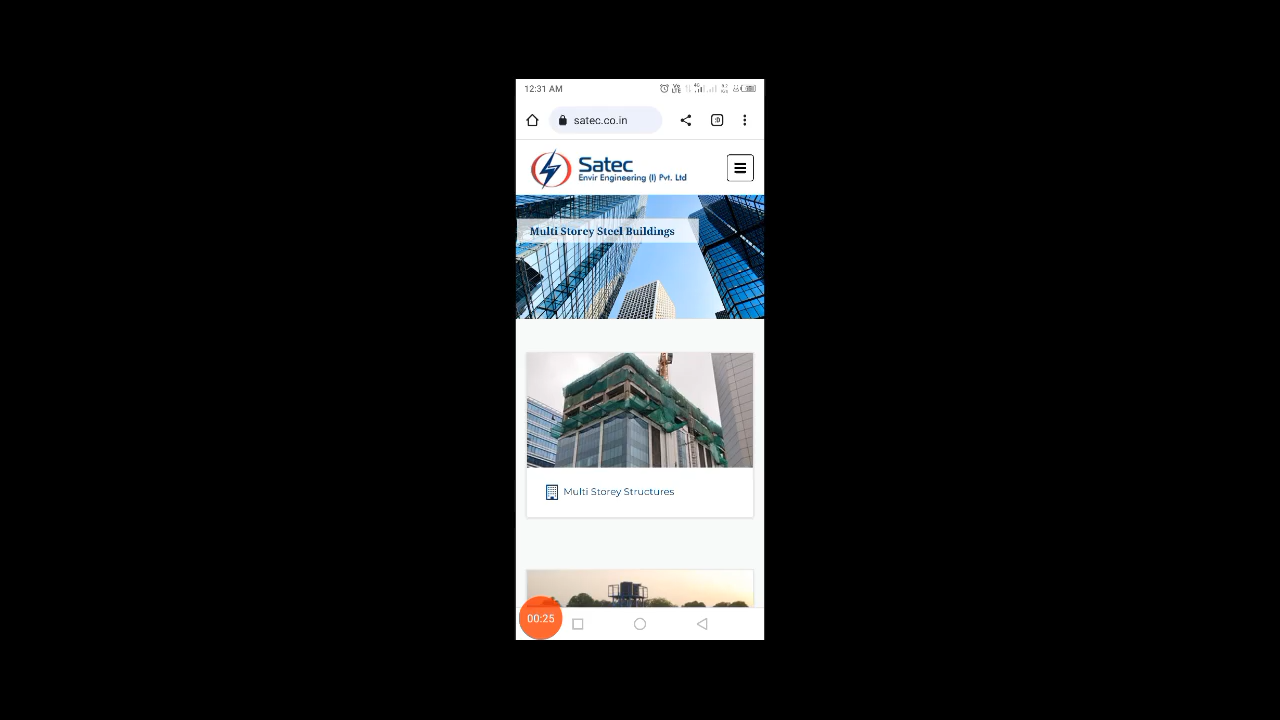 12:31 AM
satec.co.in
Satec
Envir Engineering (I) Pvt. Ltd
Multi Storey Steel Buildings
Multi Storey Structures
00:25